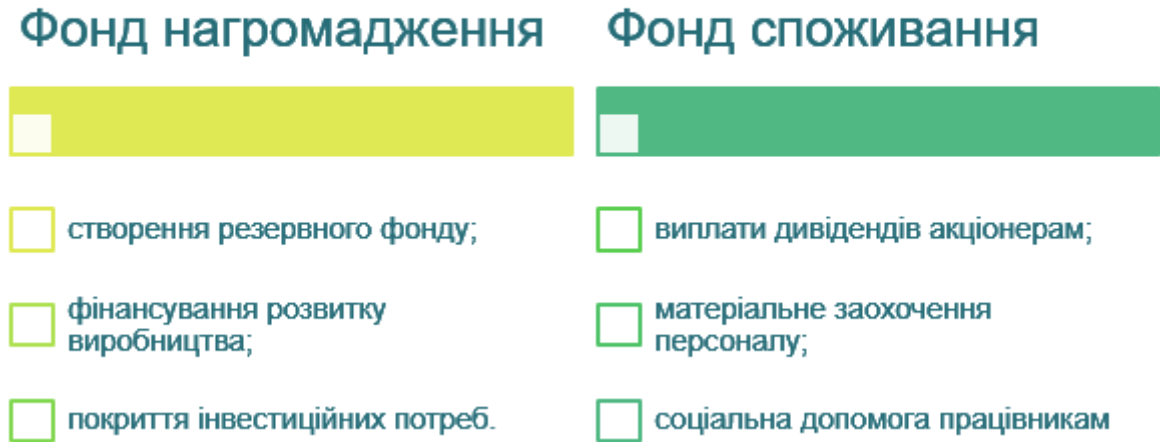 Фонд нагромадження
створення резервного фонду;
фінансування розвитку
виробництва;
покриття інвестиційних потреб.
Фонд споживання
виплати дивідендів акціонерам;
матеріальне заохочення
персоналу;
соціальна допомога працівникам